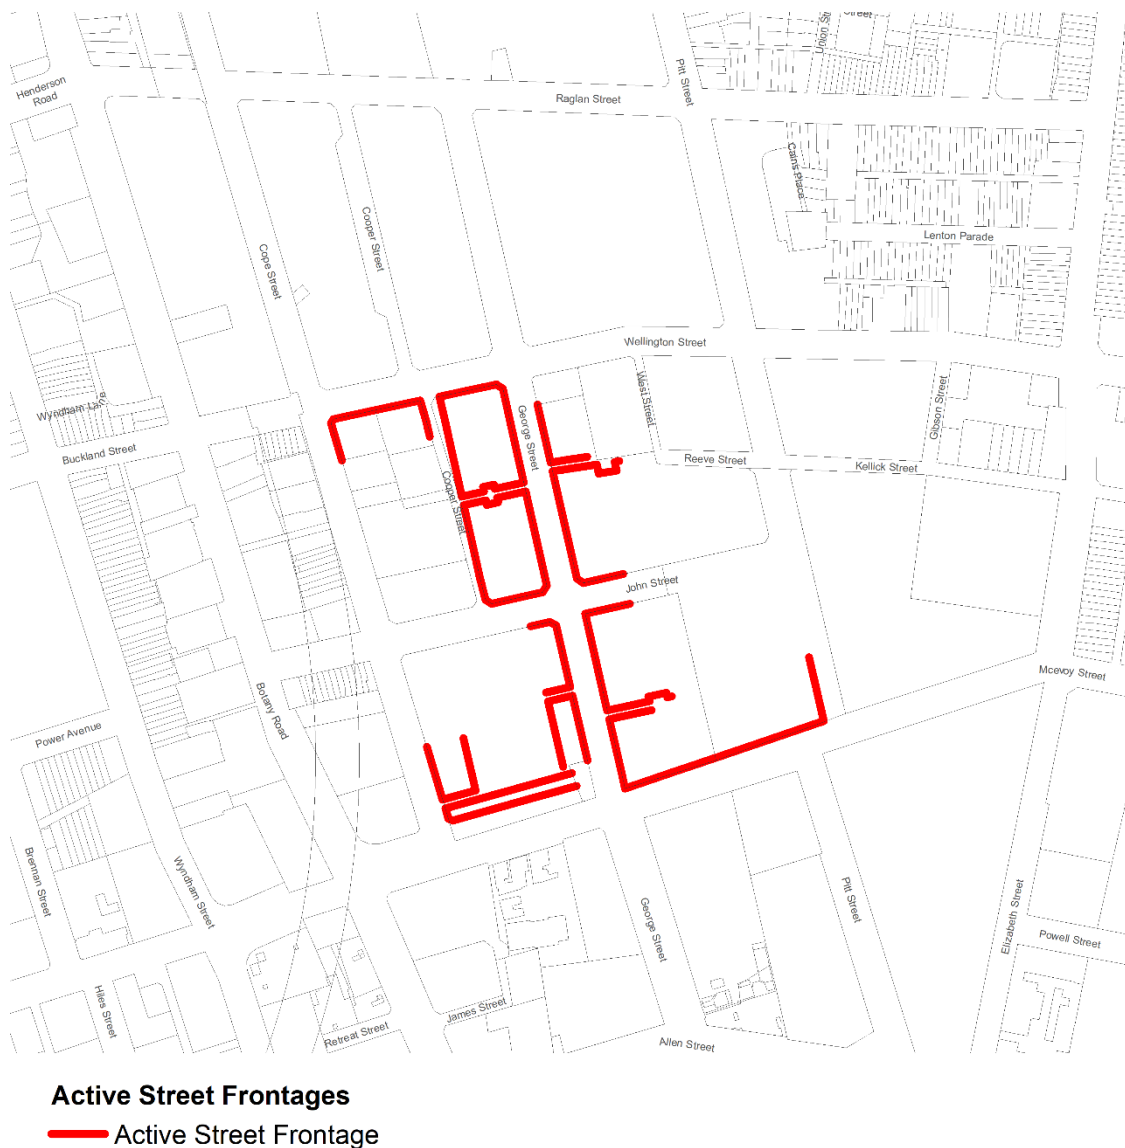 Union St
Street
Pitt Street
Henderson
Road
Raglan Street
Cains Place
Cooper Street
Lenton Parade
Cope Street
Wellington Street
West Street
Gibson Street
Wyndham La
George Street
Buckland Street
Reeve Street
Kellick Street
Cooper Street
John Street
Mcevoy Street
Botany Road
Power Avenue
Brennan Street
Wyndham Street
George Street
Pitt Street
Elizabeth Street
Powell Street
Hiles Street
James Street
Retreat Street
Allen Street
Active Street Frontages
Active Street Frontage